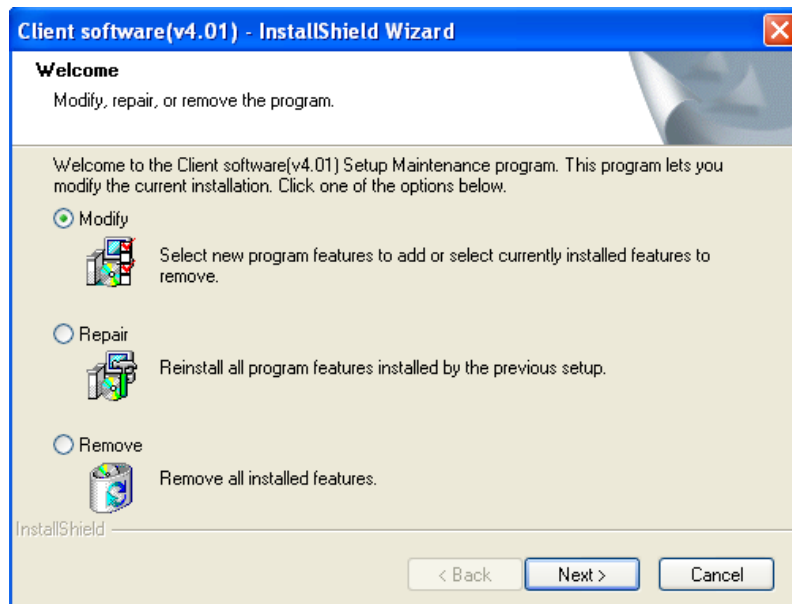 Client software(v4.01) - InstallShield Wizard
Welcome
Modify, repair, or remove the program.
Welcome to the Client software(v4.01) Setup Maintenance program. This program lets you
modify the current installation. Click one of the options below.
Modify
Select new program features to add or select currently installed features to
remove.
Repair
Reinstall all program features installed by the previous setup.
Remove
Remove all installed features.
InstallShield
< Back Next > Cancel